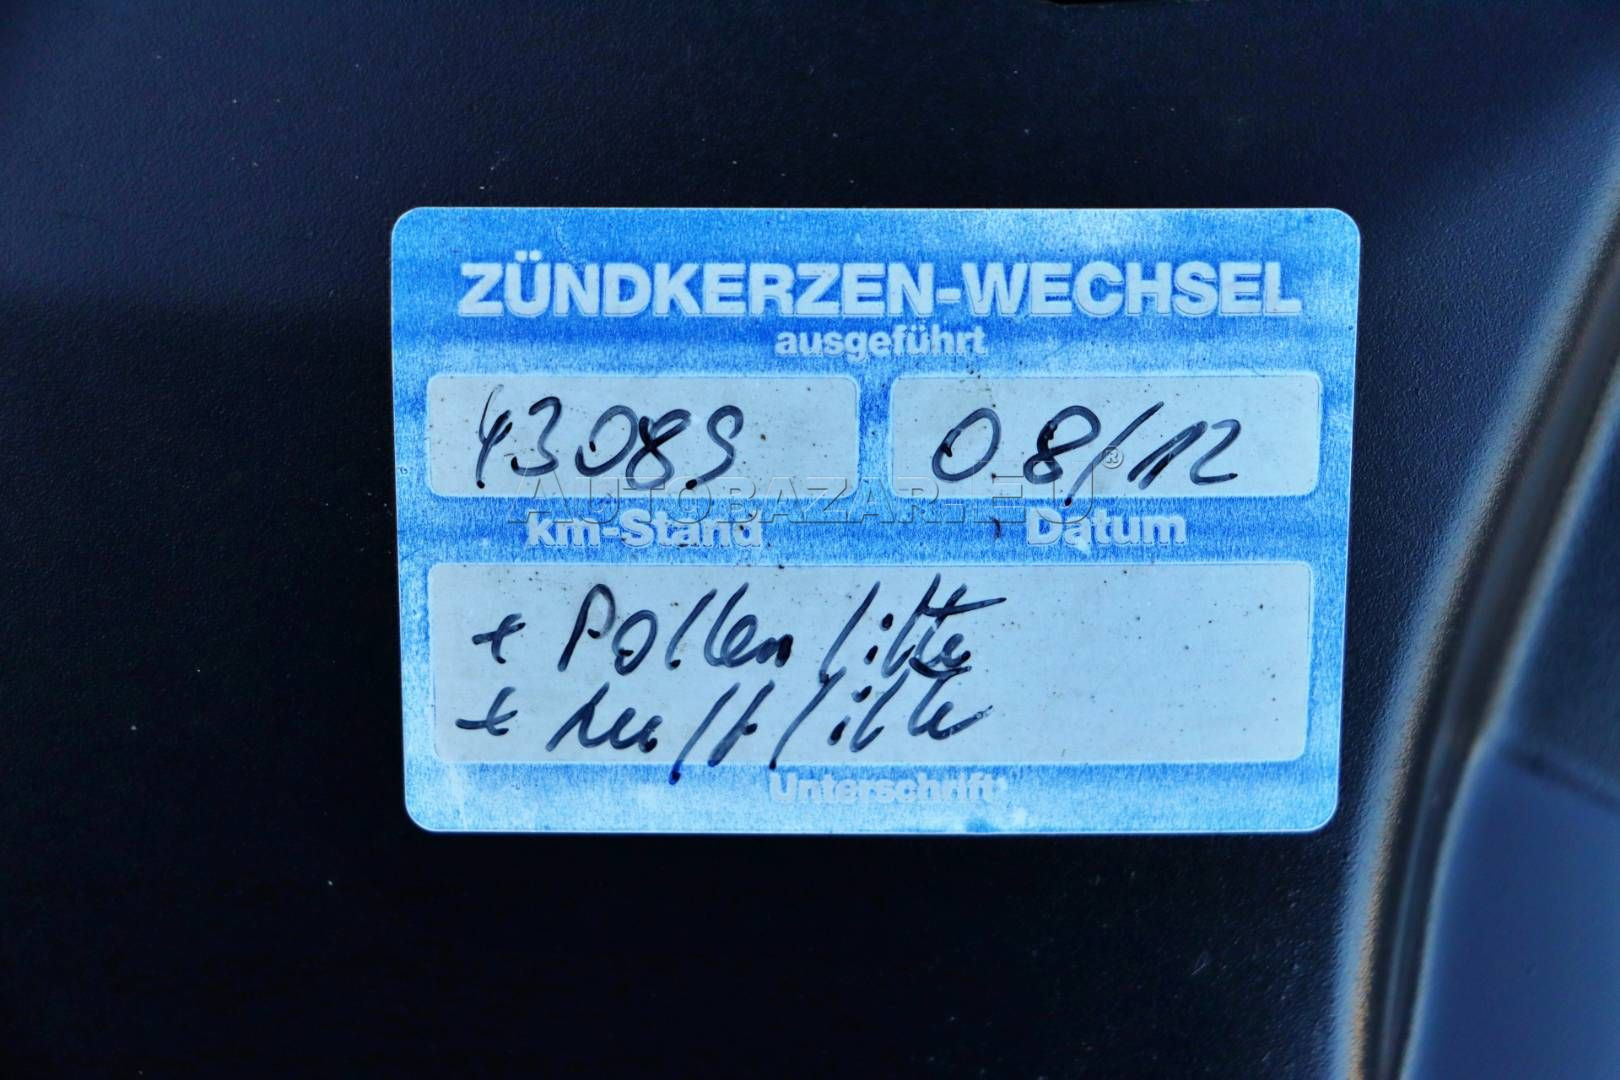 ZÜNDKERZEN-WECHSEL
ausgeführt
43089 08/12
AUTOBAZAR.EU®
km-Stand Datum
+ Pollenfilter
+ Luftfilter
Unterschrift